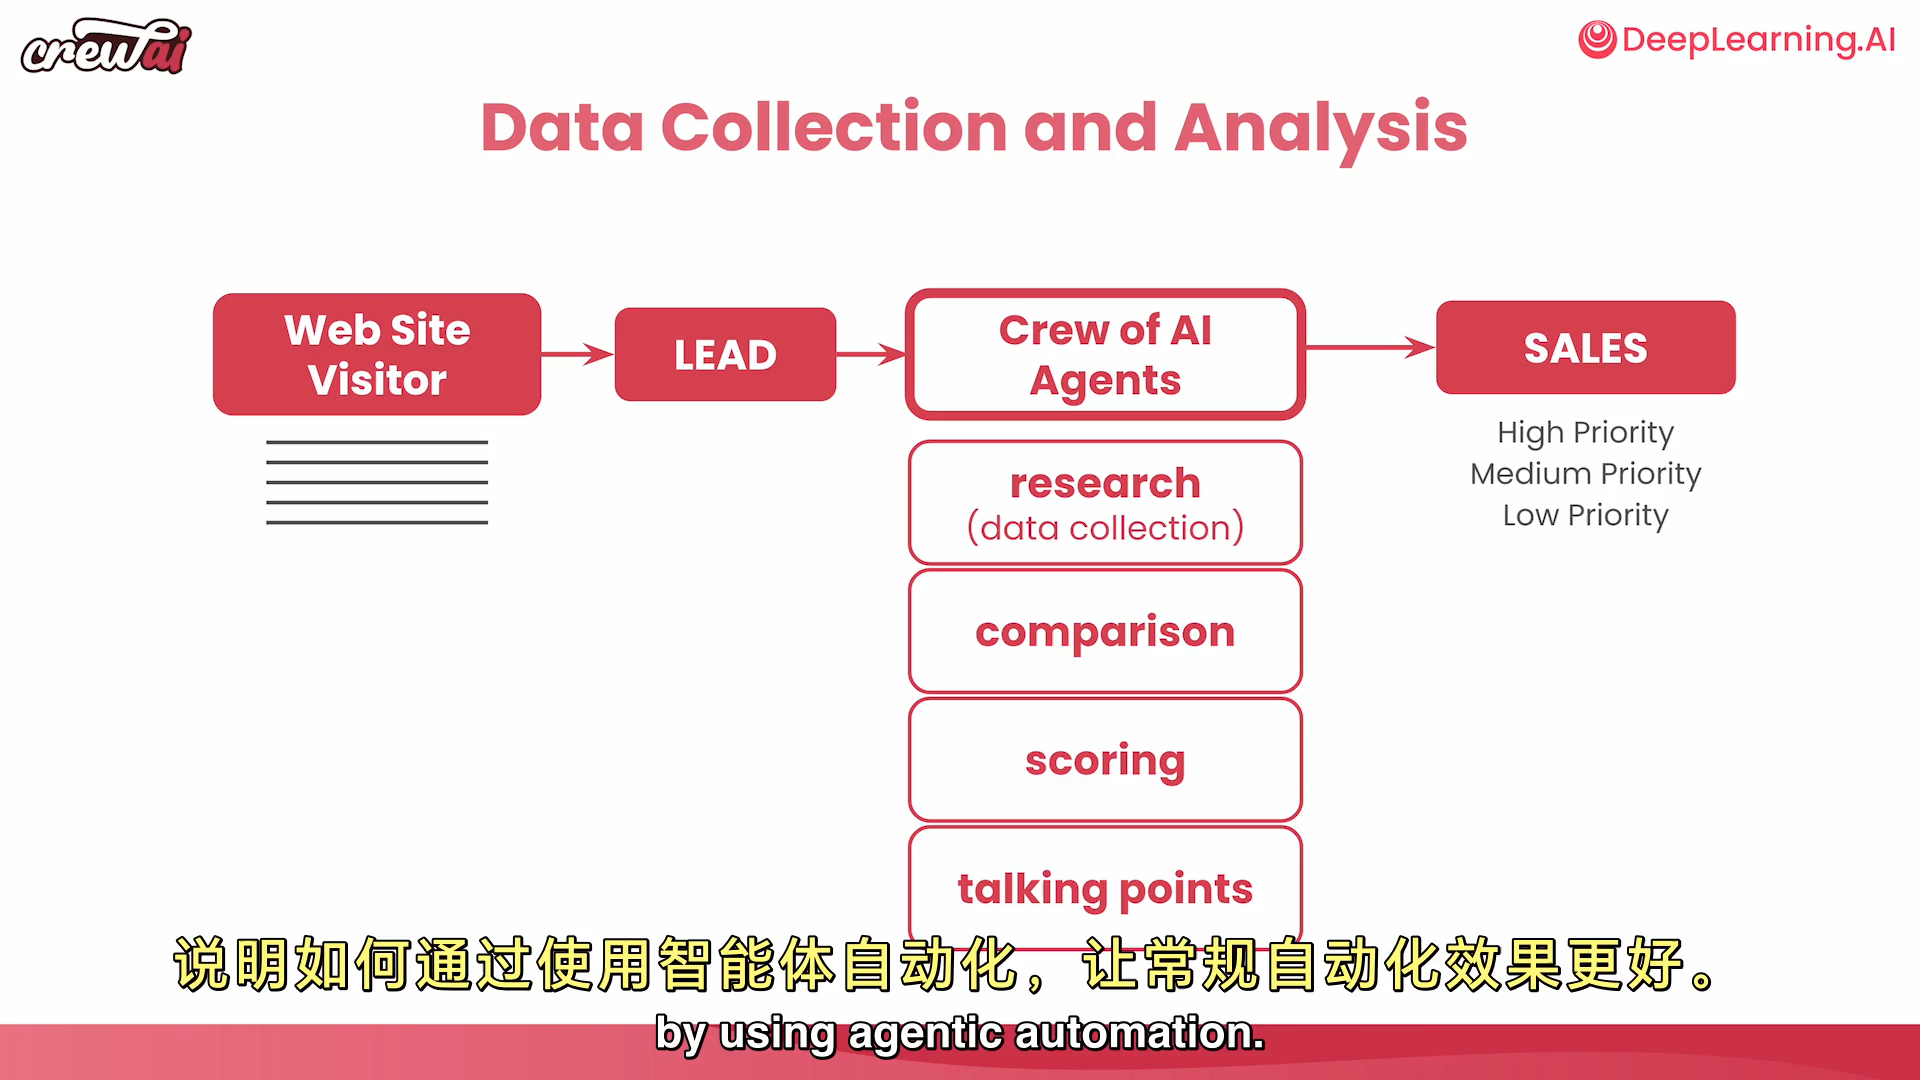 crewai
DeepLearning.AI
Data Collection and Analysis
Web Site
Visitor
LEAD
Crew of AI
Agents
SALES
High Priority
Medium Priority
Low Priority
research
(data collection)
comparison
scoring
talking points
说明如何通过使用智能体自动化，让常规自动化效果更好。
by using agentic automation.